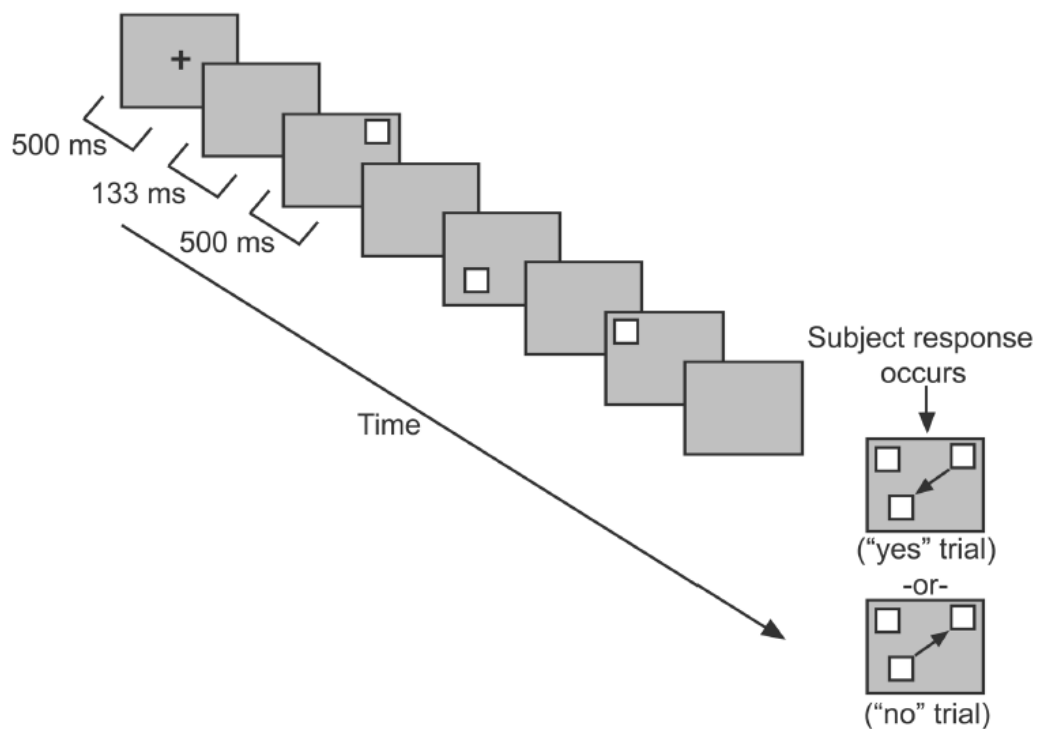 +
500 ms
133 ms
500 ms
Time
Subject response
occurs
(“yes” trial)
-or-
(“no” trial)